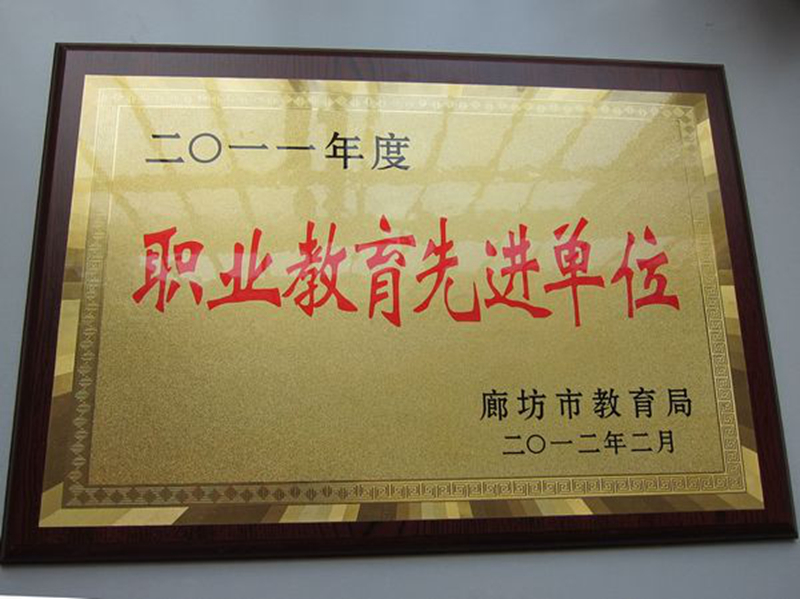 二〇一一年度
职业教育先进单位
廊坊市教育局
二〇一二年二月